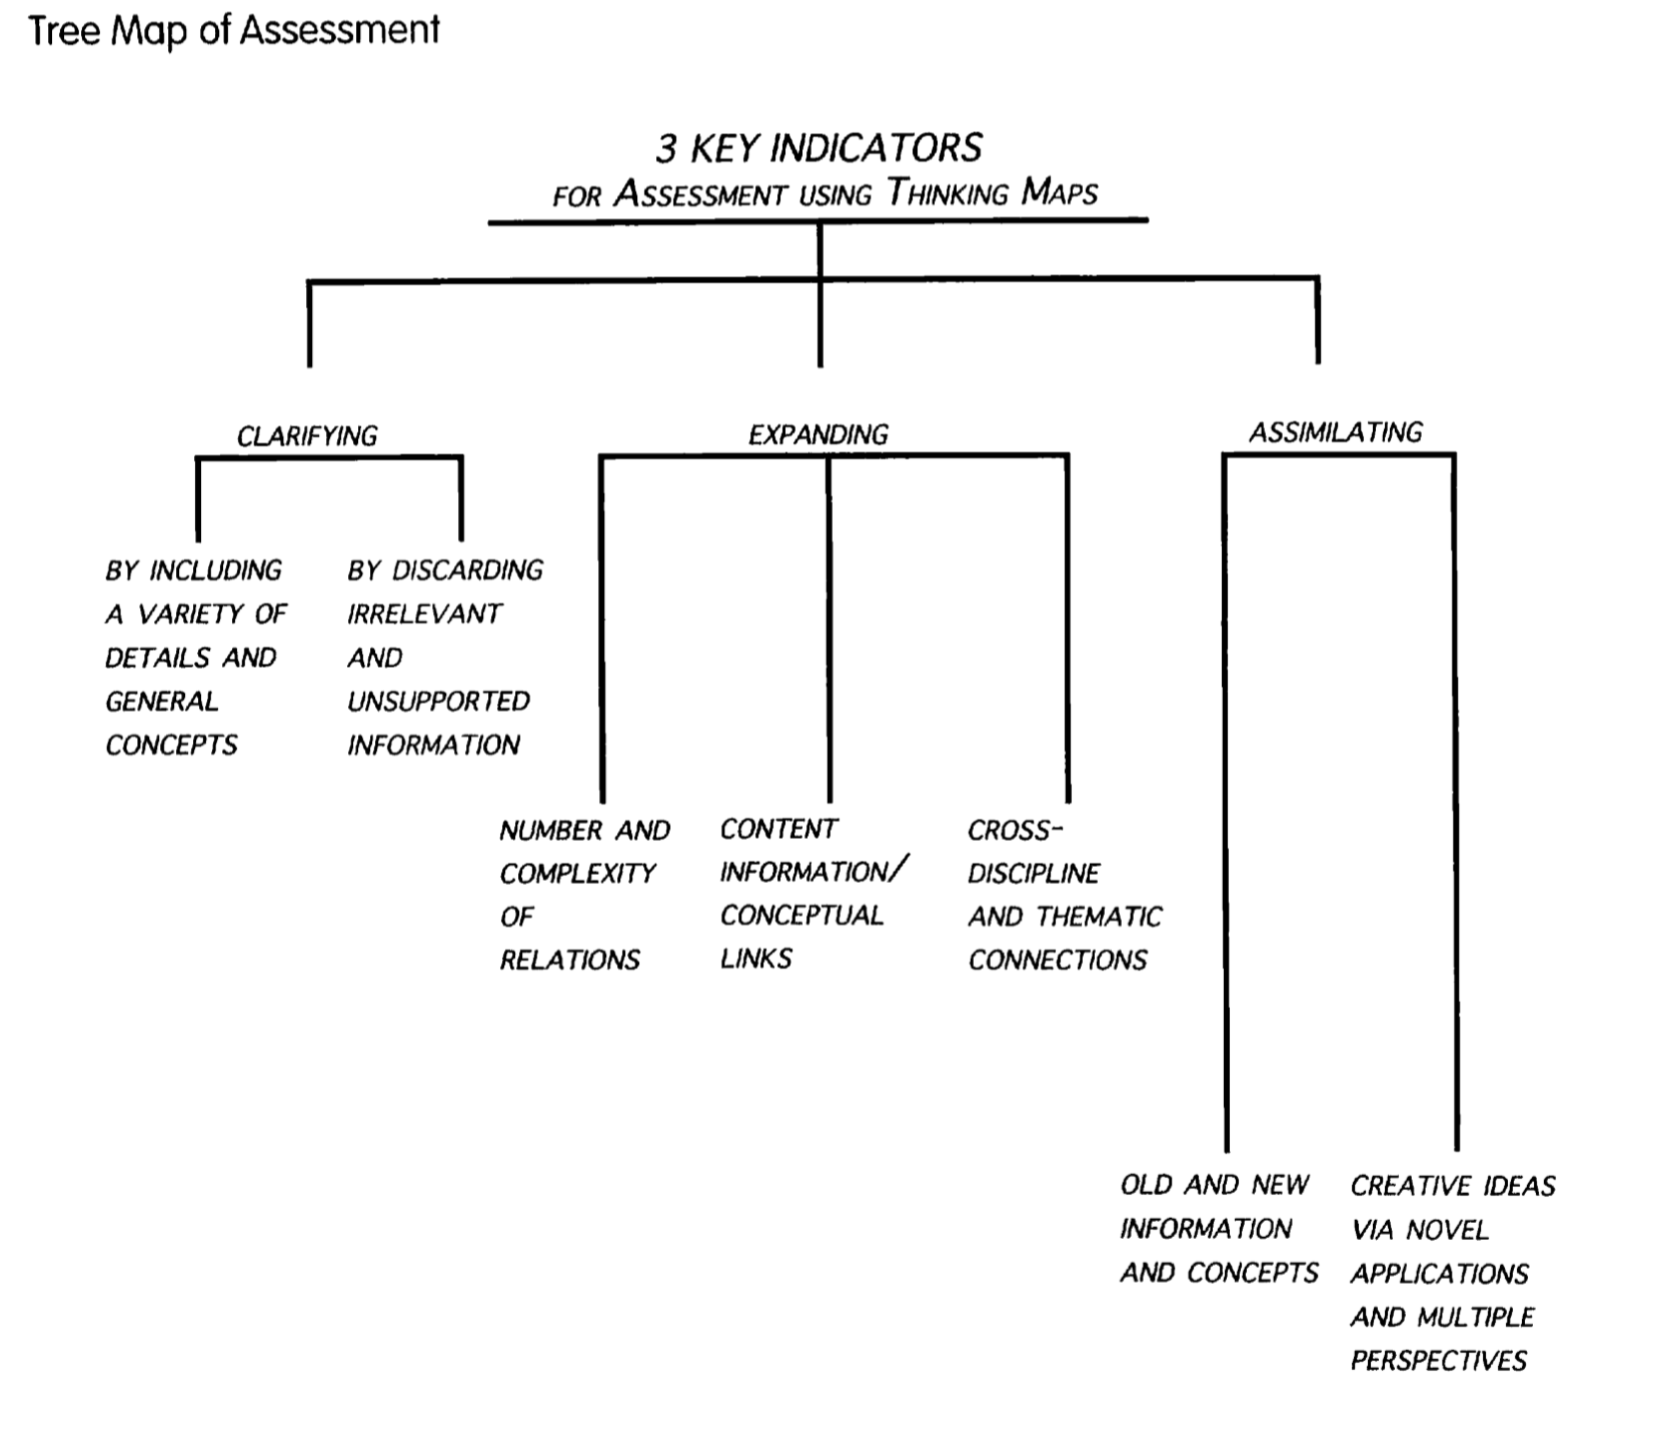 Tree Map of Assessment
3 KEY INDICATORS
FOR ASSESSMENT USING THINKING MAPS
CLARIFYING
BY INCLUDING
A VARIETY OF
DETAILS AND
GENERAL
CONCEPTS
BY DISCARDING
IRRELEVANT
AND
UNSUPPORTED
INFORMATION
EXPANDING
NUMBER AND
COMPLEXITY
OF
RELATIONS
CONTENT
INFORMATION/
CONCEPTUAL
LINKS
CROSS-
DISCIPLINE
AND THEMATIC
CONNECTIONS
ASSIMILATING
OLD AND NEW
INFORMATION
AND CONCEPTS
CREATIVE IDEAS
VIA NOVEL
APPLICATIONS
AND MULTIPLE
PERSPECTIVES